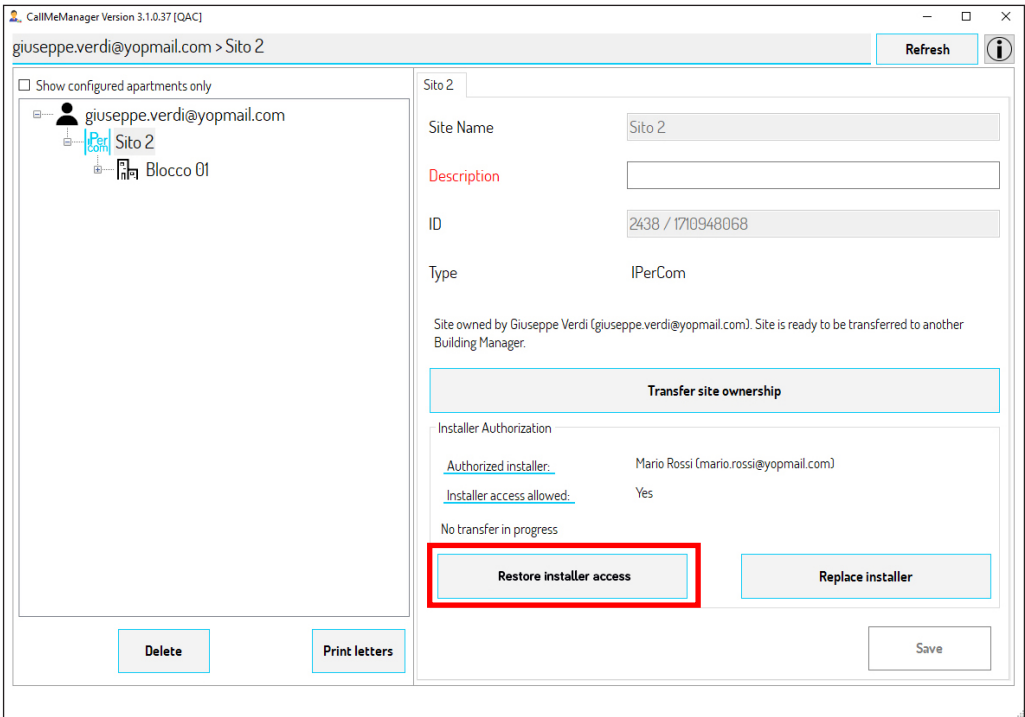 CallMeManager Version 3.1.0.37 [QAC]
giuseppe.verdi@yopmail.com > Sito 2
Refresh
Show configured apartments only
giuseppe.verdi@yopmail.com
IPer
com
Sito 2
Blocco 01
Delete
Print letters
Sito 2
Site Name
Sito 2
Description
ID
2438 / 1710948068
Type
IPerCom
Site owned by Giuseppe Verdi (giuseppe.verdi@yopmail.com). Site is ready to be transferred to another
Building Manager.
Transfer site ownership
Installer Authorization
Authorized installer:
Mario Rossi (mario.rossi@yopmail.com)
Installer access allowed:
Yes
No transfer in progress
Restore installer access
Replace installer
Save